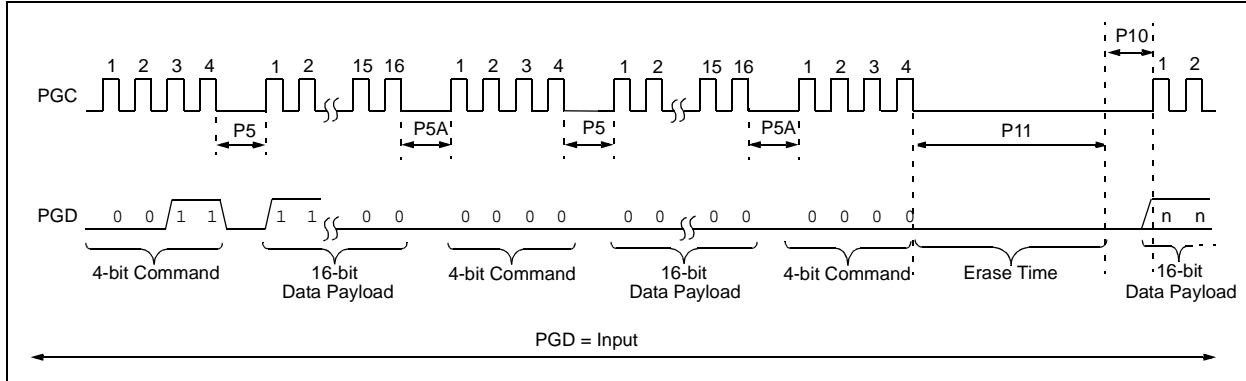 P10
1 2 3 4 1 2 15 16 1 2 3 4 1 2 15 16 1 2 3 4 1 2
PGC
P5 P5A P5 P5A P11
PGD 0 0 1 1 1 1 0 0 0 0 0 0 0 0 0 0 0 0 0 0 n n
4-bit Command 16-bit Data Payload 4-bit Command 16-bit Data Payload 4-bit Command Erase Time 16-bit Data Payload
PGD = Input